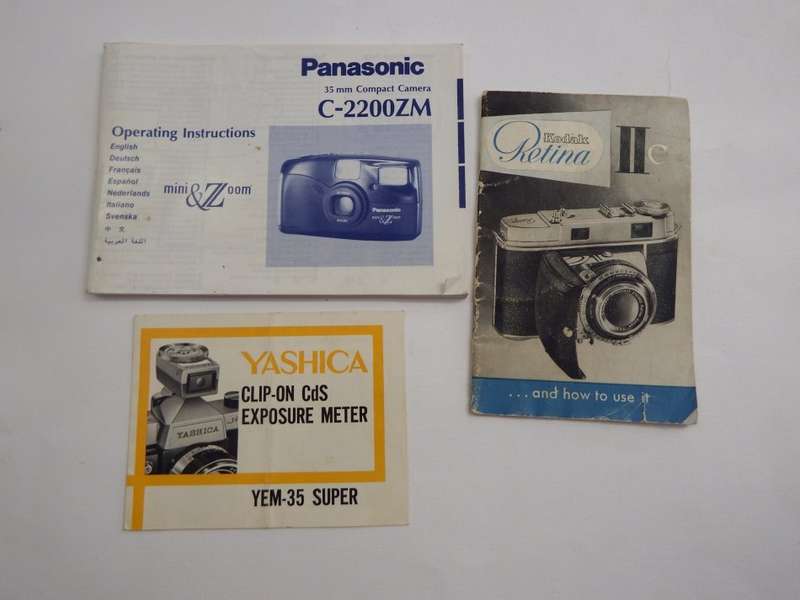 Panasonic
35 mm Compact Camera
C-2200ZM
Operating Instructions
English
Deutsch
Français
Español
Nederlands
Italiano
Svenska
中 文
اللغة العربية
mini & Zoom
Panasonic
mini & Zoom
Kodak
Retina IIc
...and how to use it
YASHICA
CLIP-ON CdS
EXPOSURE METER
YASHICA
YEM-35 SUPER